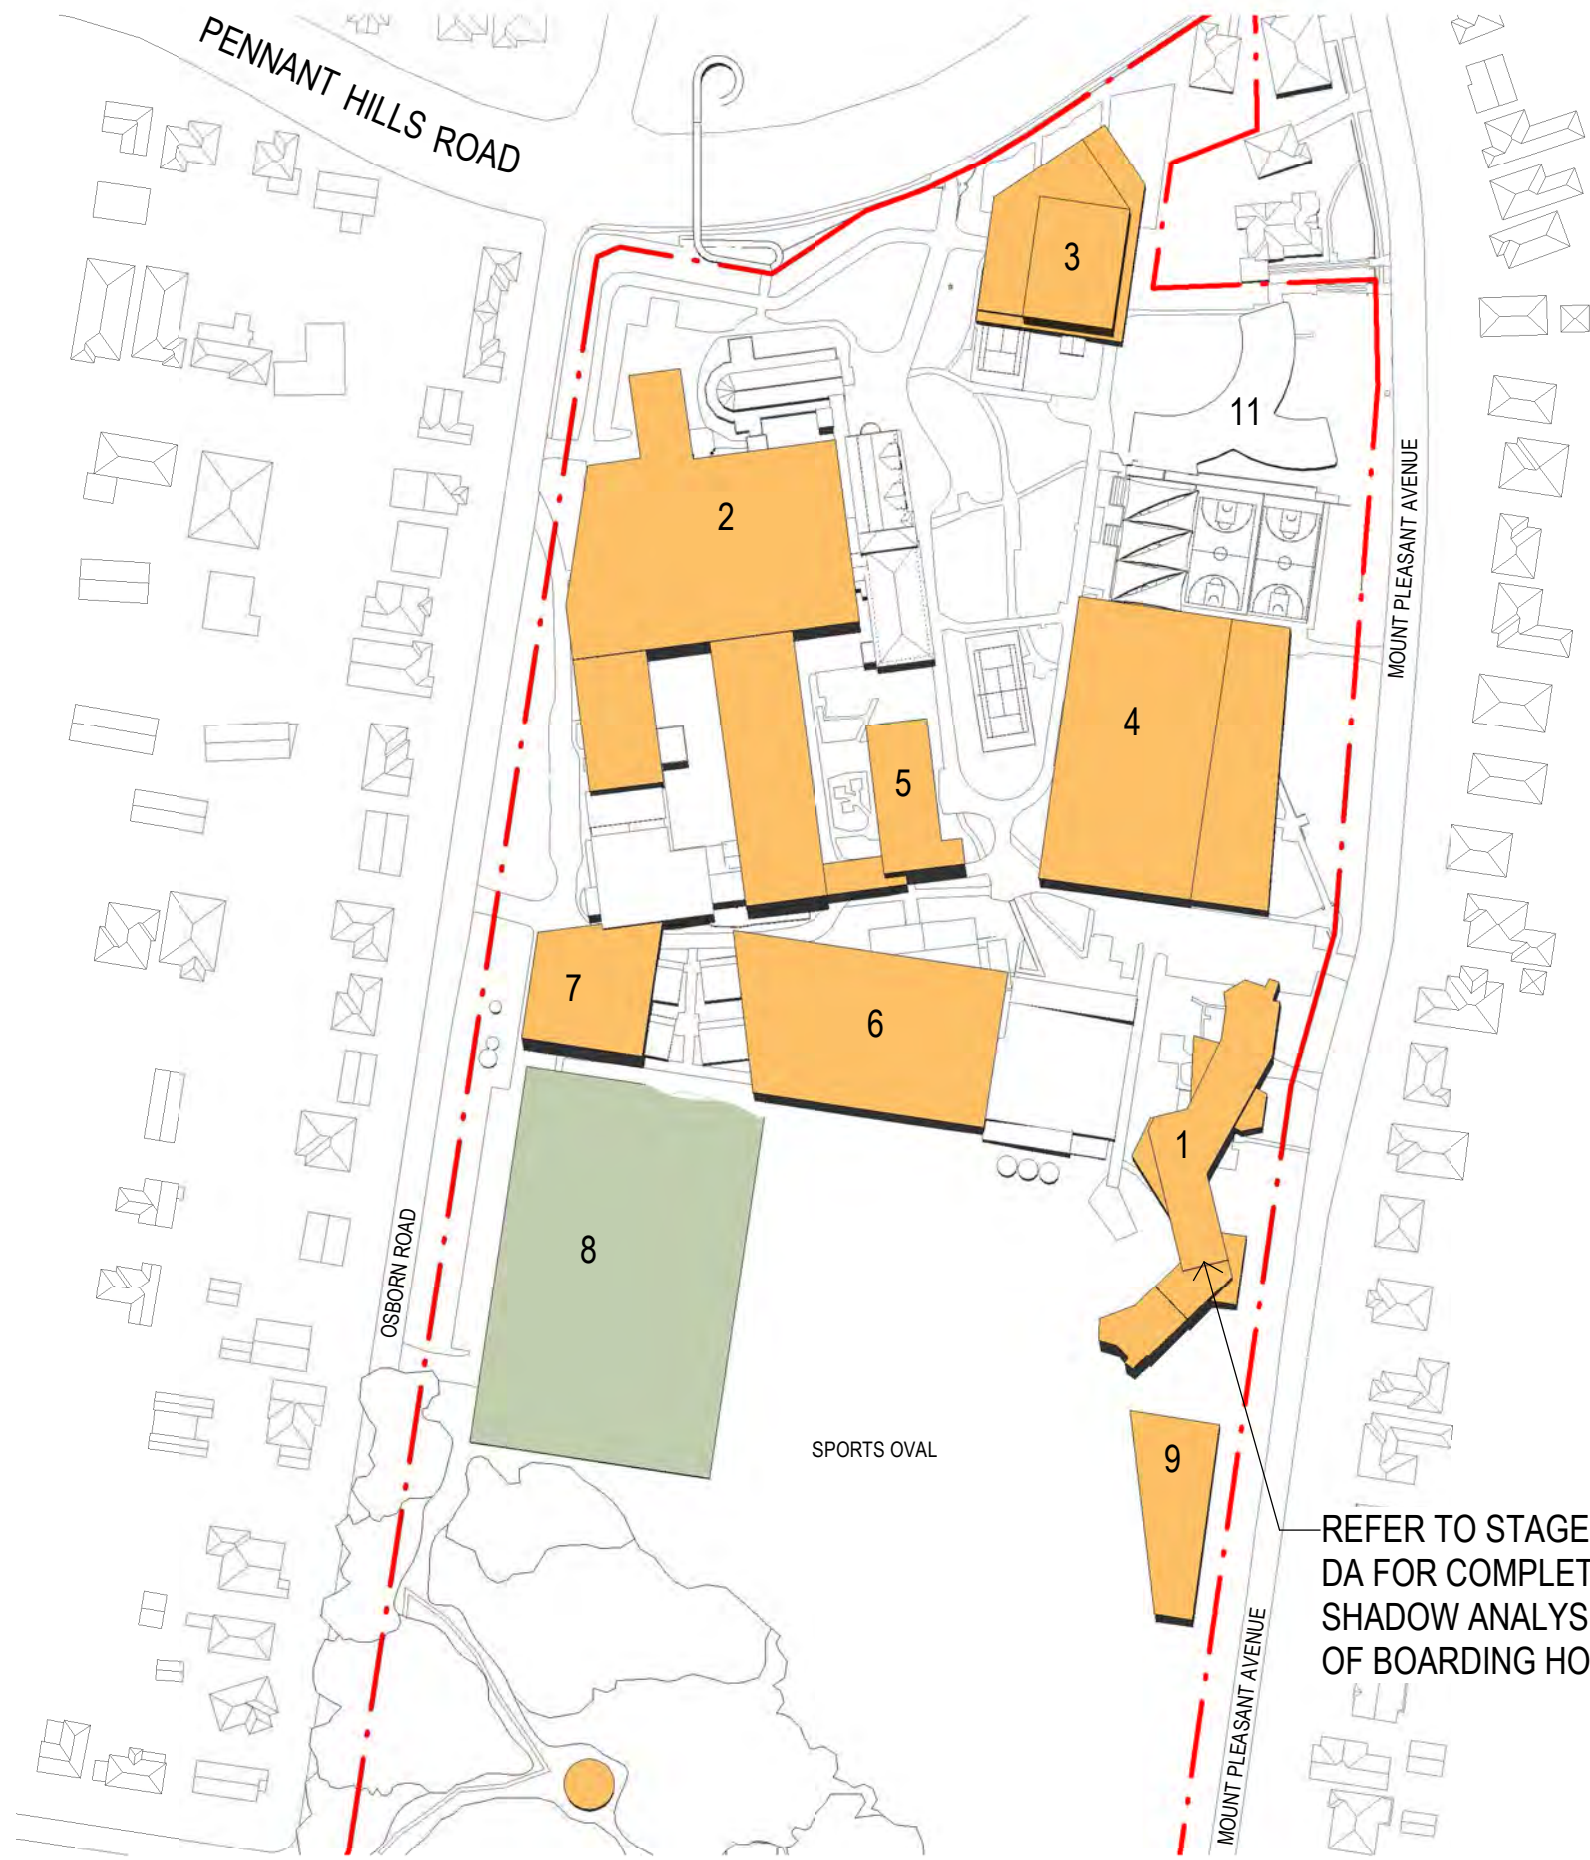 PENNANT HILLS ROAD
3
11
2
MOUNT PLEASANT AVENUE
4
5
7
6
1
8
OSBORN ROAD
SPORTS OVAL
9
REFER TO STAGE
DA FOR COMPLET
SHADOW ANALYS
OF BOARDING HO
MOUNT PLEASANT AVENUE